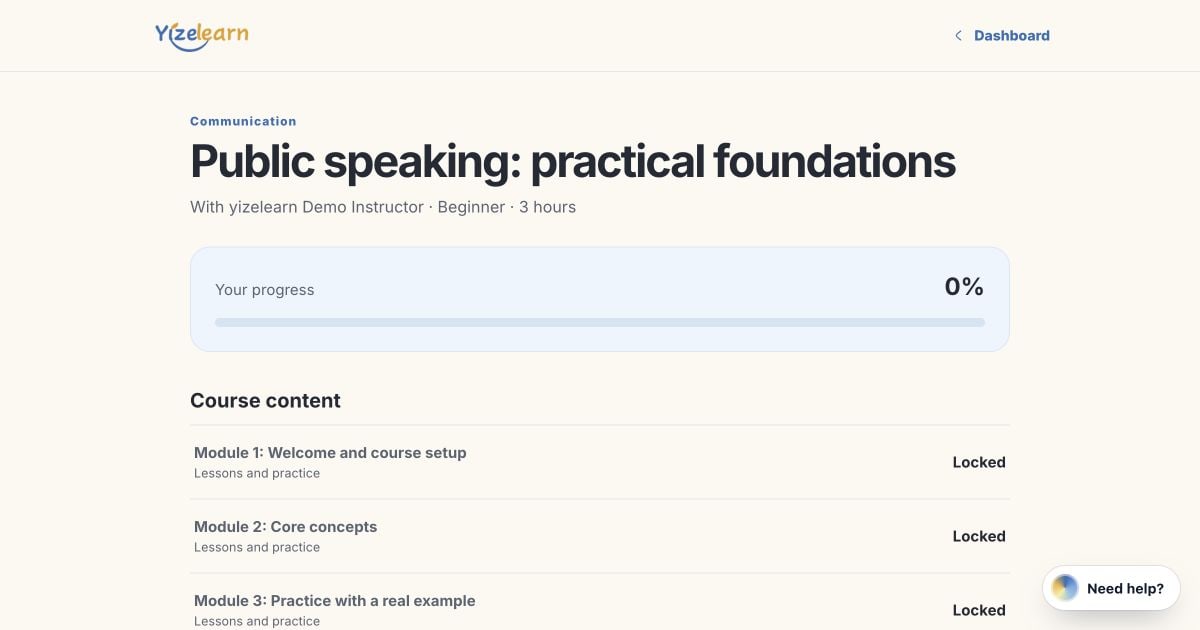 Yizelearn
Dashboard
Communication
Public speaking: practical foundations
With yizelearn Demo Instructor · Beginner · 3 hours
Your progress
0%
Course content
Module 1: Welcome and course setup
Lessons and practice
Locked
Module 2: Core concepts
Lessons and practice
Locked
Module 3: Practice with a real example
Lessons and practice
Locked
Need help?